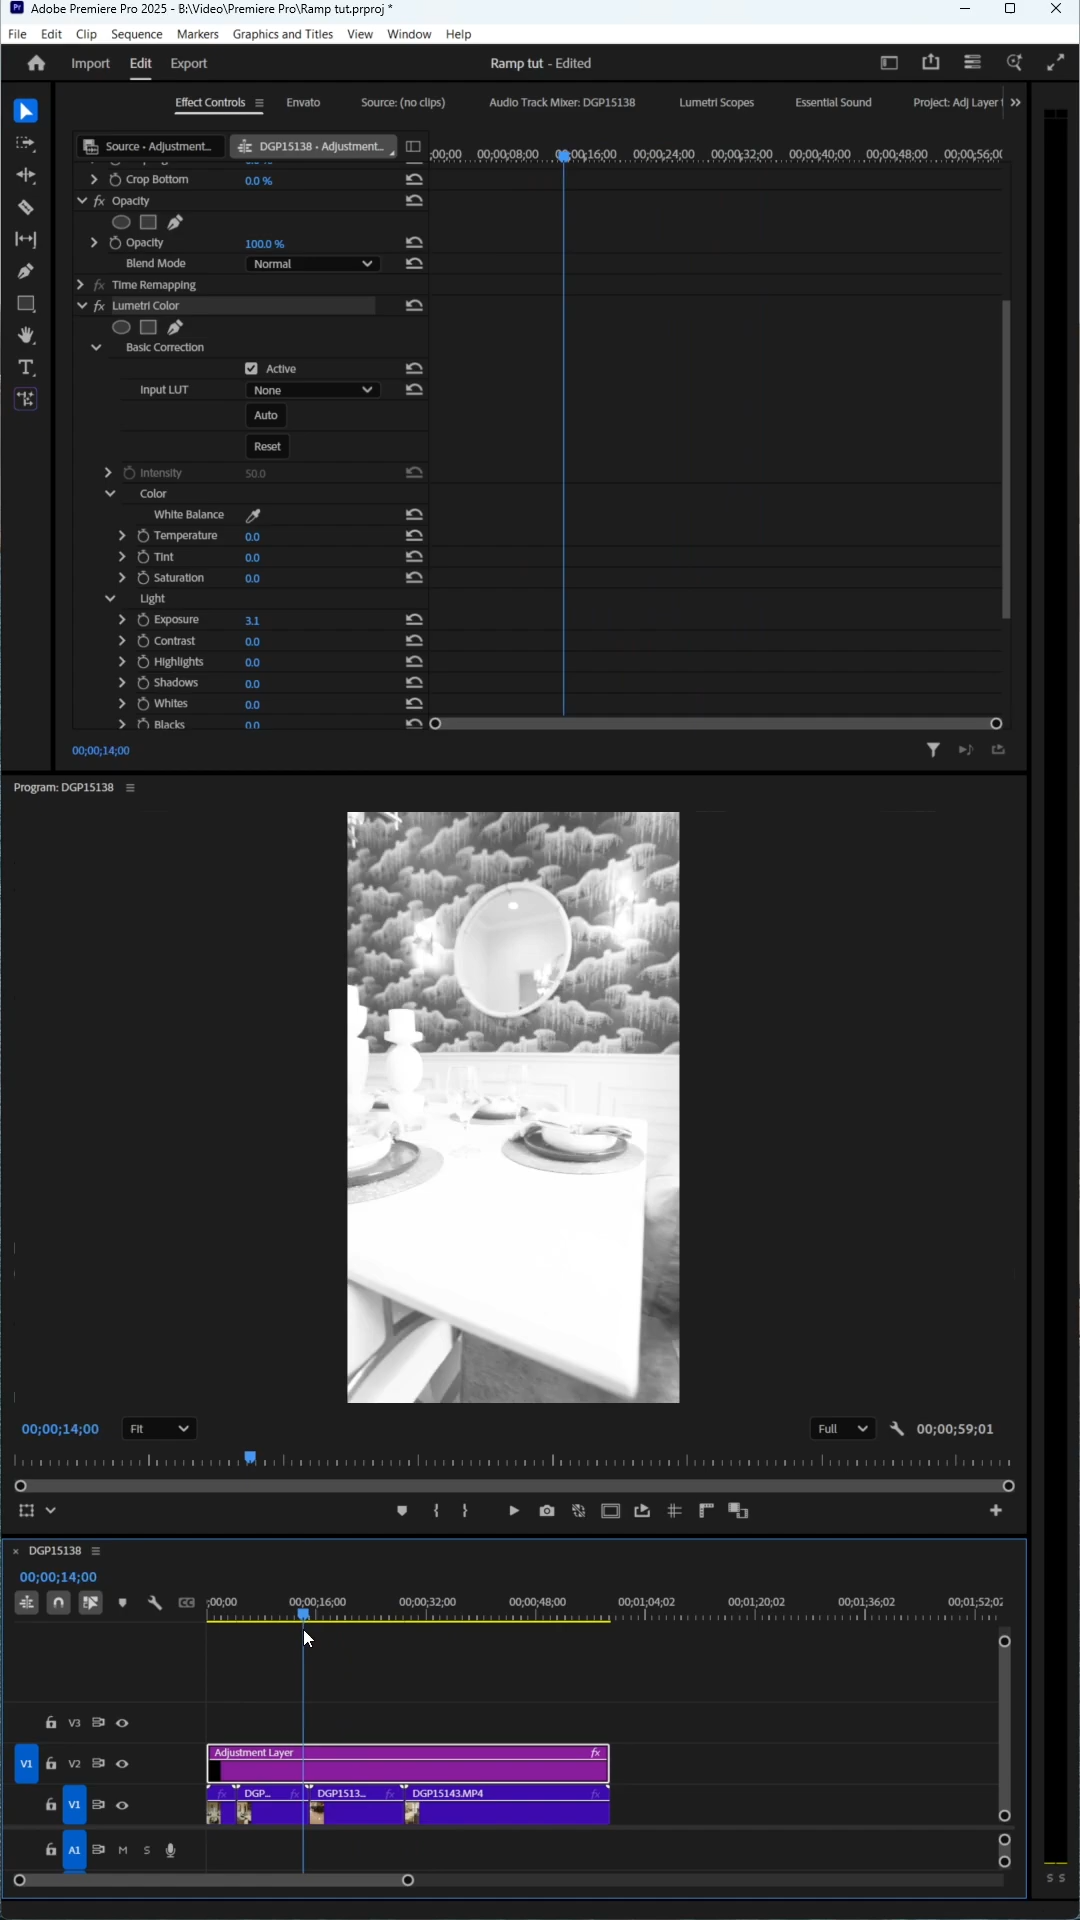 Pr Adobe Premiere Pro 2025 - B:\Video\Premiere Pro\Ramp tut.prproj *
File Edit Clip Sequence Markers Graphics and Titles View Window Help
Import Edit Export Ramp tut - Edited
Effect Controls Envato Source: (no clips) Audio Track Mixer: DGP15138 Lumetri Scopes Essential Sound Project: Adj Layer
Source • Adjustment... DGP15138 • Adjustment...
:00;00 00;00;08;00 00;00;16;00 00;00;24;00 00;00;32;00 00;00;40;00 00;00;48;00 00;00;56;00
Crop Bottom 0.0 %
fx Opacity
Opacity 100.0 %
Blend Mode Normal
fx Time Remapping
fx Lumetri Color
Basic Correction
Active
Input LUT None
Auto
Reset
Intensity 50.0
Color
White Balance
Temperature 0.0
Tint 0.0
Saturation 0.0
Light
Exposure 3.1
Contrast 0.0
Highlights 0.0
Shadows 0.0
Whites 0.0
Blacks 0.0
00;00;14;00
Program: DGP15138
00;00;14;00 Fit Full 00;00;59;01
× DGP15138
00;00;14;00
:00;00 00;00;16;00 00;00;32;00 00;00;48;00 00;01;04;02 00;01;20;02 00;01;36;02 00;01;52;02
V3
Adjustment Layer fx
V1 V2
fx DGP... fx DGP1513... fx DGP15143.MP4 fx
V1
A1 M S
S S